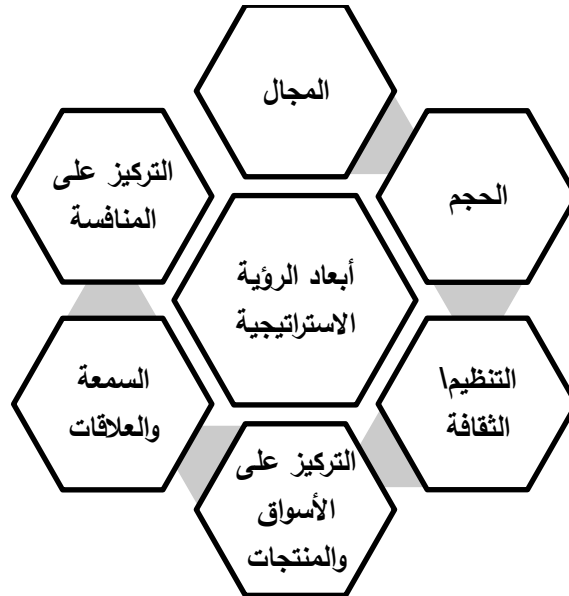 المجال
الحجم
التركيز على
المنافسة
أبعاد الرؤية
الاستراتيجية
التنظيم\
الثقافة
السمعة
والعلاقات
التركيز على
الأسواق
والمنتجات